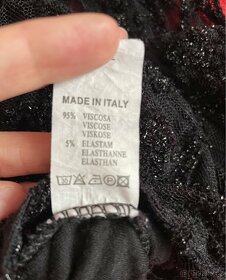 MADE IN ITALY
95% VISCOSA
VISCOSE
VISKOSE
5% ELASTAM
ELASTHANNE
ELASTHAN